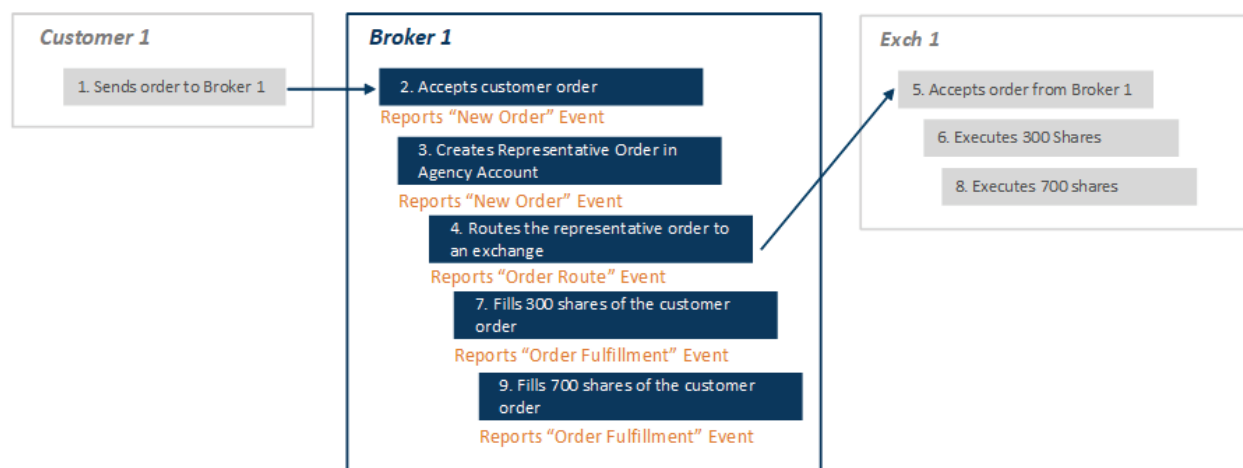 Customer 1
1. Sends order to Broker 1
Broker 1
2. Accepts customer order
Reports “New Order” Event
3. Creates Representative Order in
Agency Account
Reports “New Order” Event
4. Routes the representative order to
an exchange
Reports “Order Route” Event
7. Fills 300 shares of the customer
order
Reports “Order Fulfillment” Event
9. Fills 700 shares of the customer
order
Reports “Order Fulfillment” Event
Exch 1
5. Accepts order from Broker 1
6. Executes 300 Shares
8. Executes 700 shares